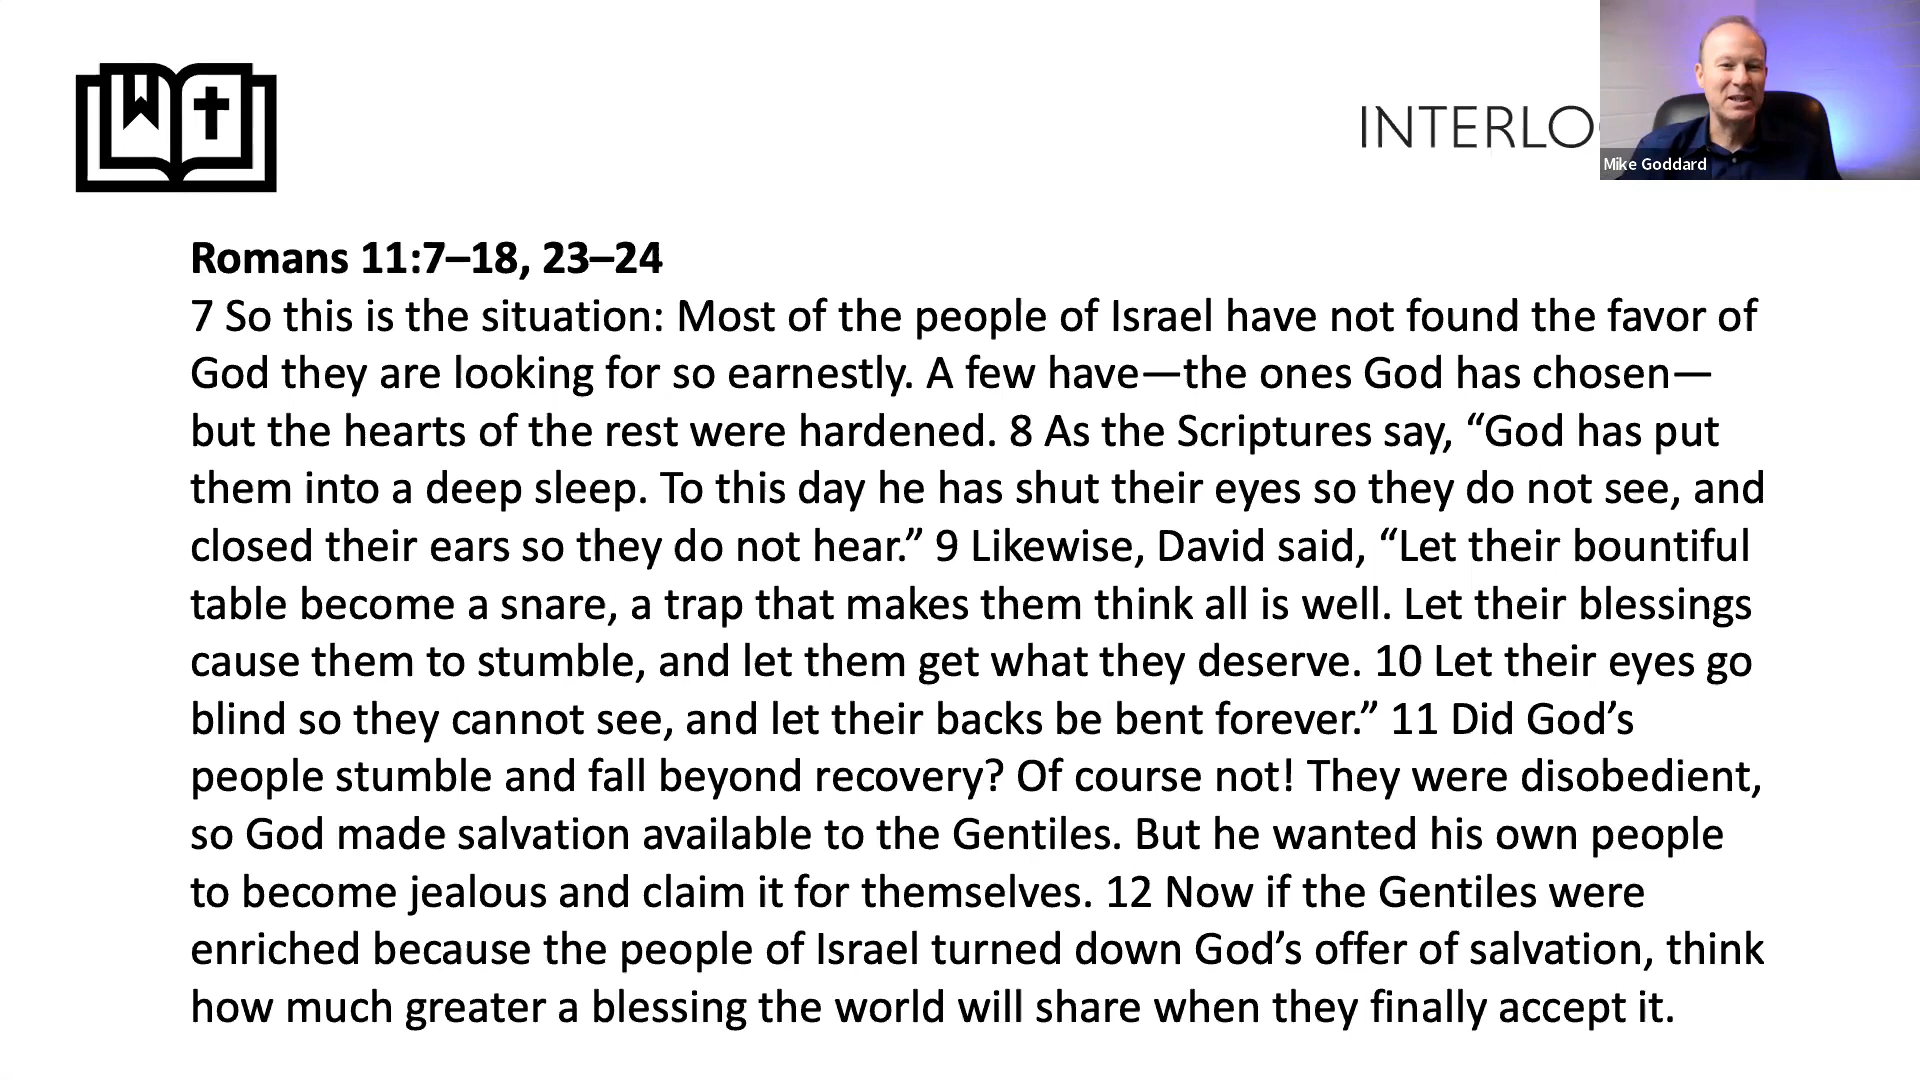 INTERLO
Mike Goddard
Romans 11:7–18, 23–24
7 So this is the situation: Most of the people of Israel have not found the favor of
God they are looking for so earnestly. A few have—the ones God has chosen—
but the hearts of the rest were hardened. 8 As the Scriptures say, “God has put
them into a deep sleep. To this day he has shut their eyes so they do not see, and
closed their ears so they do not hear.” 9 Likewise, David said, “Let their bountiful
table become a snare, a trap that makes them think all is well. Let their blessings
cause them to stumble, and let them get what they deserve. 10 Let their eyes go
blind so they cannot see, and let their backs be bent forever.” 11 Did God’s
people stumble and fall beyond recovery? Of course not! They were disobedient,
so God made salvation available to the Gentiles. But he wanted his own people
to become jealous and claim it for themselves. 12 Now if the Gentiles were
enriched because the people of Israel turned down God’s offer of salvation, think
how much greater a blessing the world will share when they finally accept it.